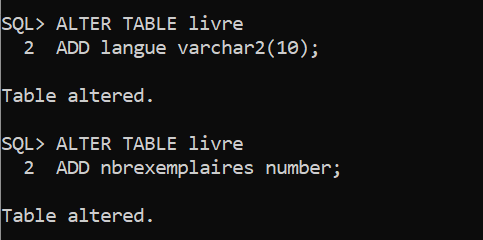 SQL> ALTER TABLE livre
  2  ADD langue varchar2(10);
Table altered.
SQL> ALTER TABLE livre
  2  ADD nbrexemplaires number;
Table altered.